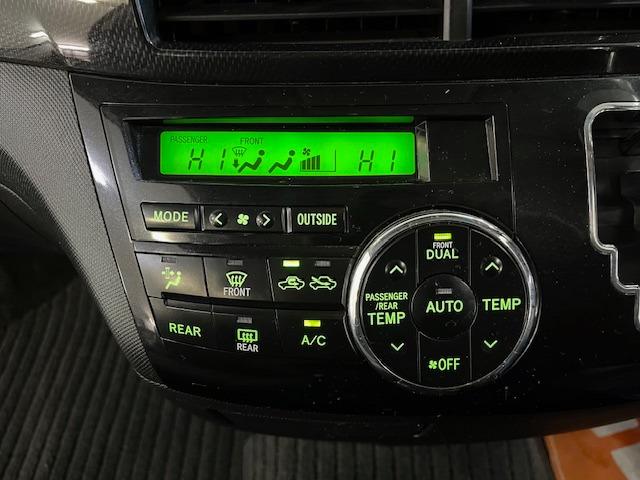 PASSENGER FRONT
HI HI
MODE < > OUTSIDE
FRONT
DUAL
FRONT
PASSENGER
/REAR
TEMP
AUTO
TEMP
REAR
REAR
A/C
OFF